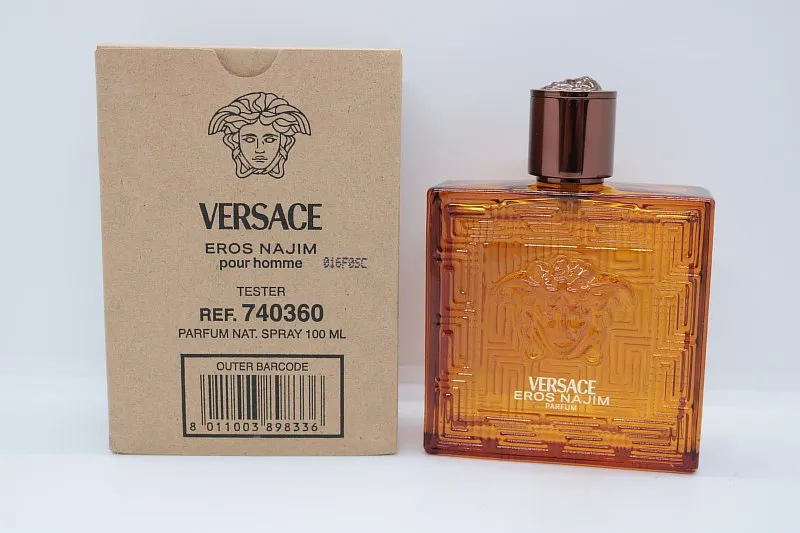 VERSACE
EROS NAJIM
pour homme 016F0SC
TESTER
REF. 740360
PARFUM NAT. SPRAY 100 ML
OUTER BARCODE
8 011003 898336
VERSACE
EROS NAJIM
PARFUM